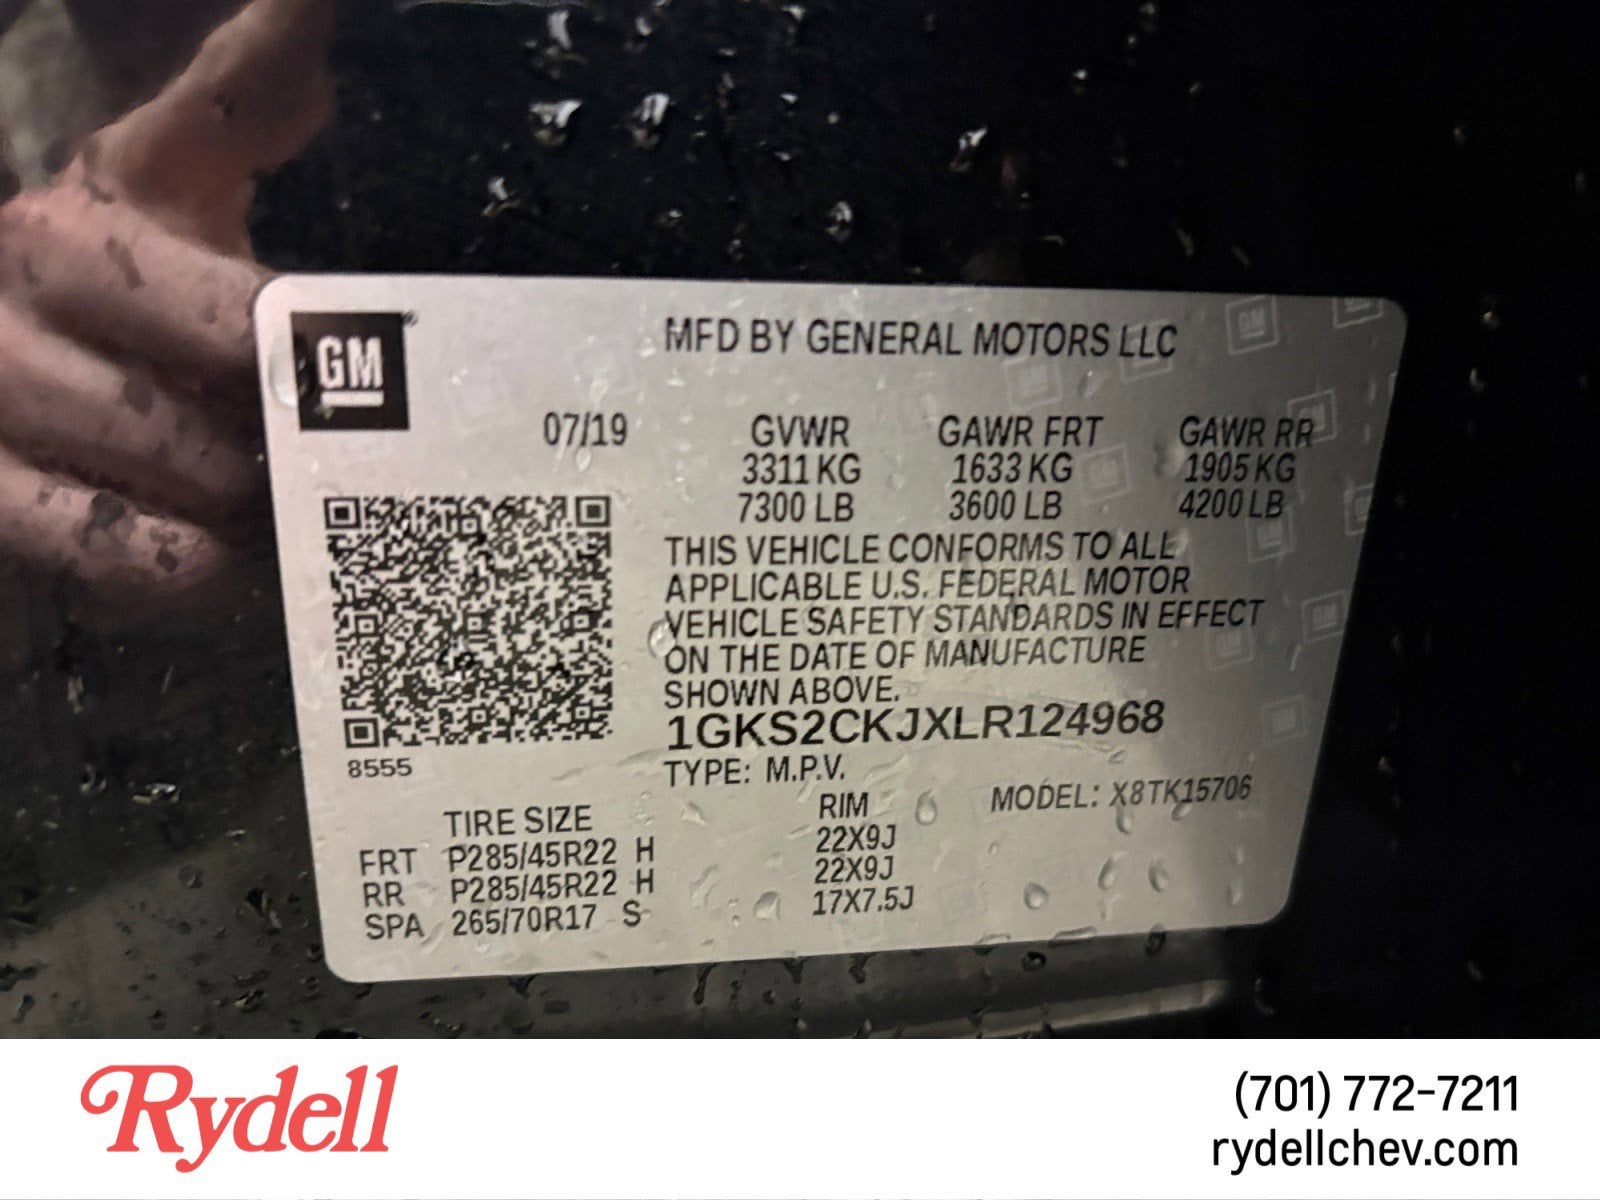 GM
MFD BY GENERAL MOTORS LLC
07/19 GVWR GAWR FRT GAWR RR
3311 KG 1633 KG 1905 KG
7300 LB 3600 LB 4200 LB
THIS VEHICLE CONFORMS TO ALL
APPLICABLE U.S. FEDERAL MOTOR
VEHICLE SAFETY STANDARDS IN EFFECT
ON THE DATE OF MANUFACTURE
SHOWN ABOVE.
1GKS2CKJXLR124968
8555
TYPE: M.P.V.
MODEL: X8TK15706
TIRE SIZE RIM
FRT P285/45R22 H 22X9J
RR P285/45R22 H 22X9J
SPA 265/70R17 S 17X7.5J
Rydell
(701) 772-7211
rydellchev.com